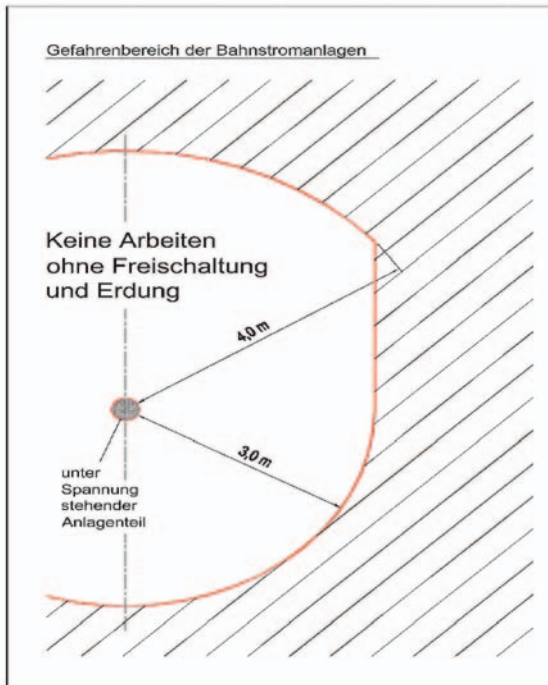 Gefahrenbereich der Bahnstromanlagen
Keine Arbeiten
ohne Freischaltung
und Erdung
4,0 m
3,0 m
unter
Spannung
stehender
Anlagenteil